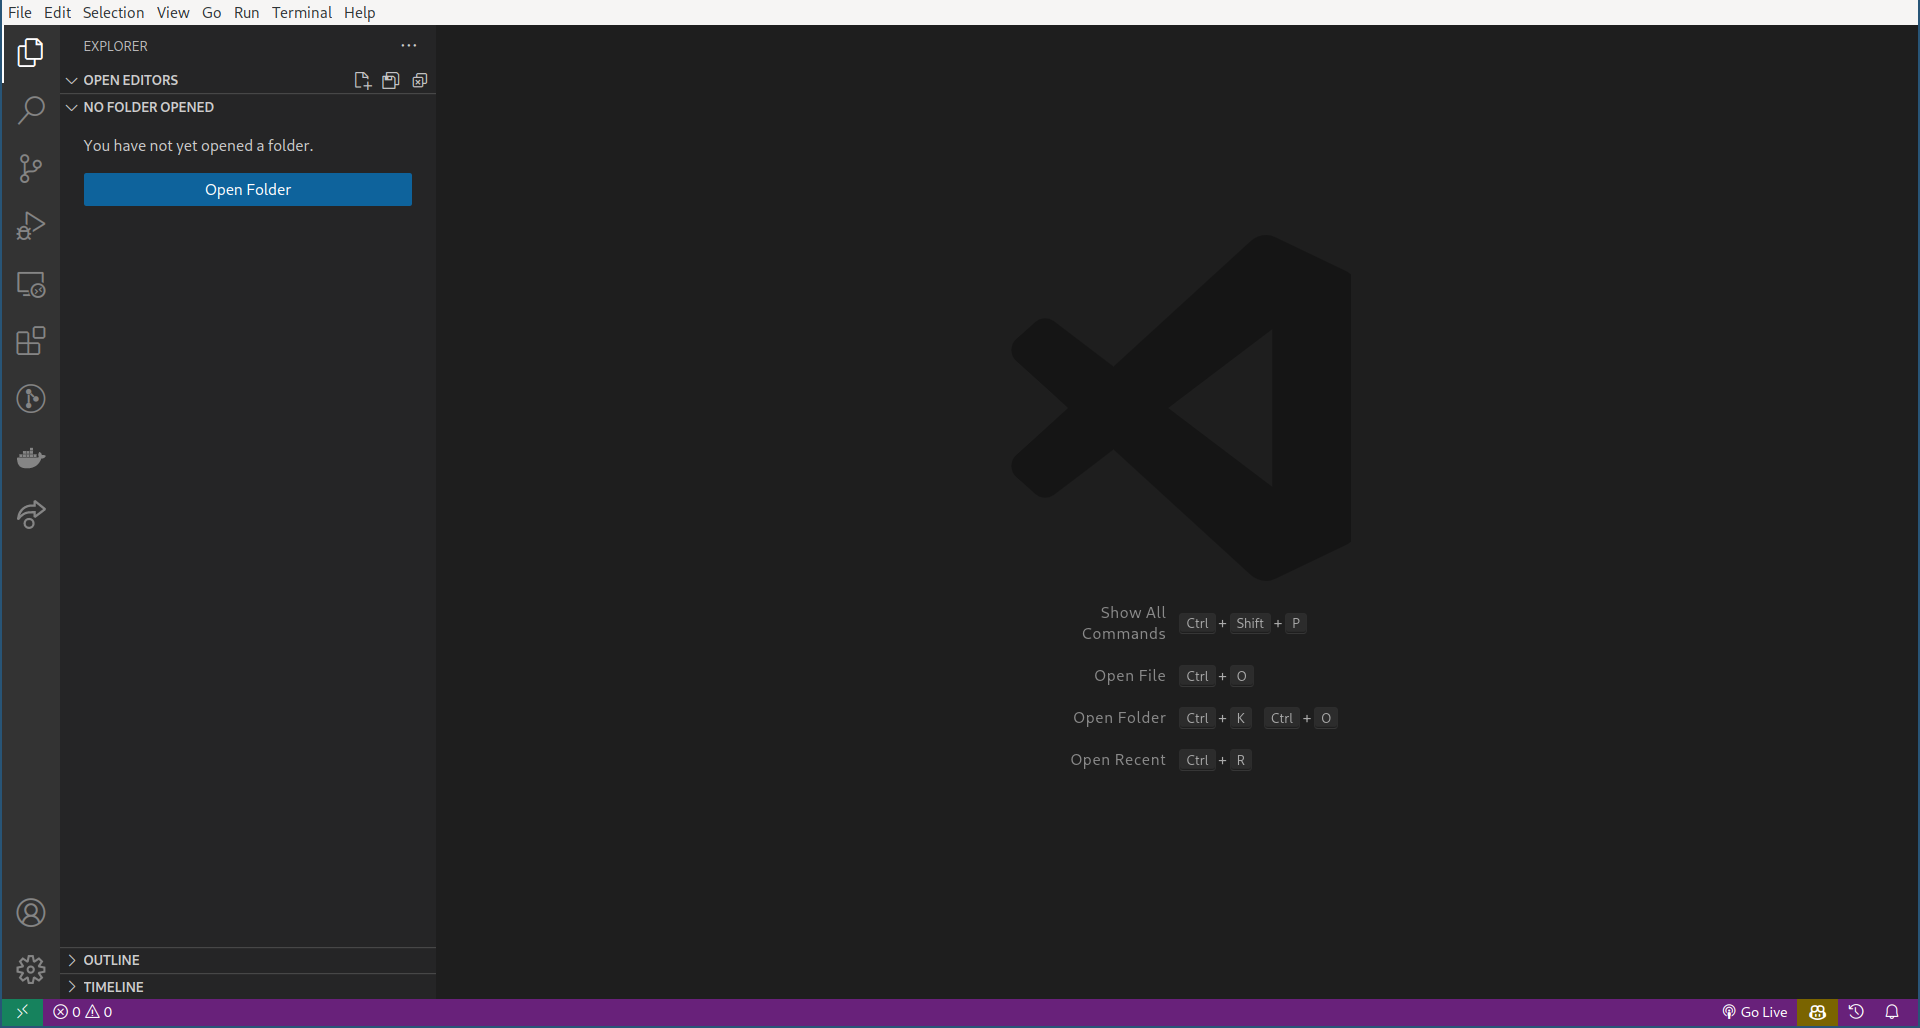 File Edit Selection View Go Run Terminal Help
EXPLORER
OPEN EDITORS
NO FOLDER OPENED
You have not yet opened a folder.
Open Folder
Show All
Commands
Ctrl + Shift + P
Open File Ctrl + O
Open Folder Ctrl + K Ctrl + O
Open Recent Ctrl + R
OUTLINE
TIMELINE
0 0
Go Live